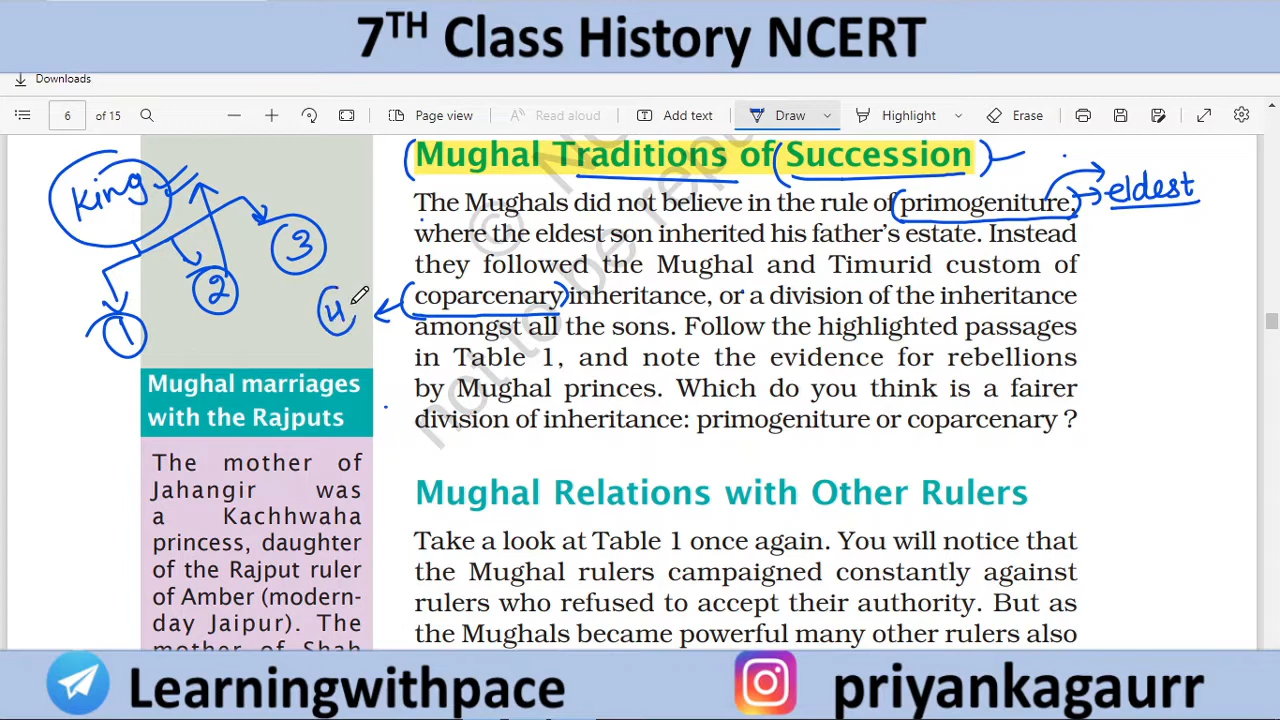 7TH Class History NCERT
Downloads
6 of 15 Page view Read aloud Add text Draw Highlight Erase
Mughal Traditions of Succession
King
eldest
1
2
3
4
The Mughals did not believe in the rule of primogeniture,
where the eldest son inherited his father's estate. Instead
they followed the Mughal and Timurid custom of
coparcenary inheritance, or a division of the inheritance
amongst all the sons. Follow the highlighted passages
in Table 1, and note the evidence for rebellions
by Mughal princes. Which do you think is a fairer
division of inheritance: primogeniture or coparcenary ?
Mughal marriages
with the Rajputs
The mother of
Jahangir was
a Kachhwaha
princess, daughter
of the Rajput ruler
of Amber (modern-
day Jaipur). The
mother of Shah
Mughal Relations with Other Rulers
Take a look at Table 1 once again. You will notice that
the Mughal rulers campaigned constantly against
rulers who refused to accept their authority. But as
the Mughals became powerful many other rulers also
not to be repu
© NC
Learningwithpace
priyankagaurr